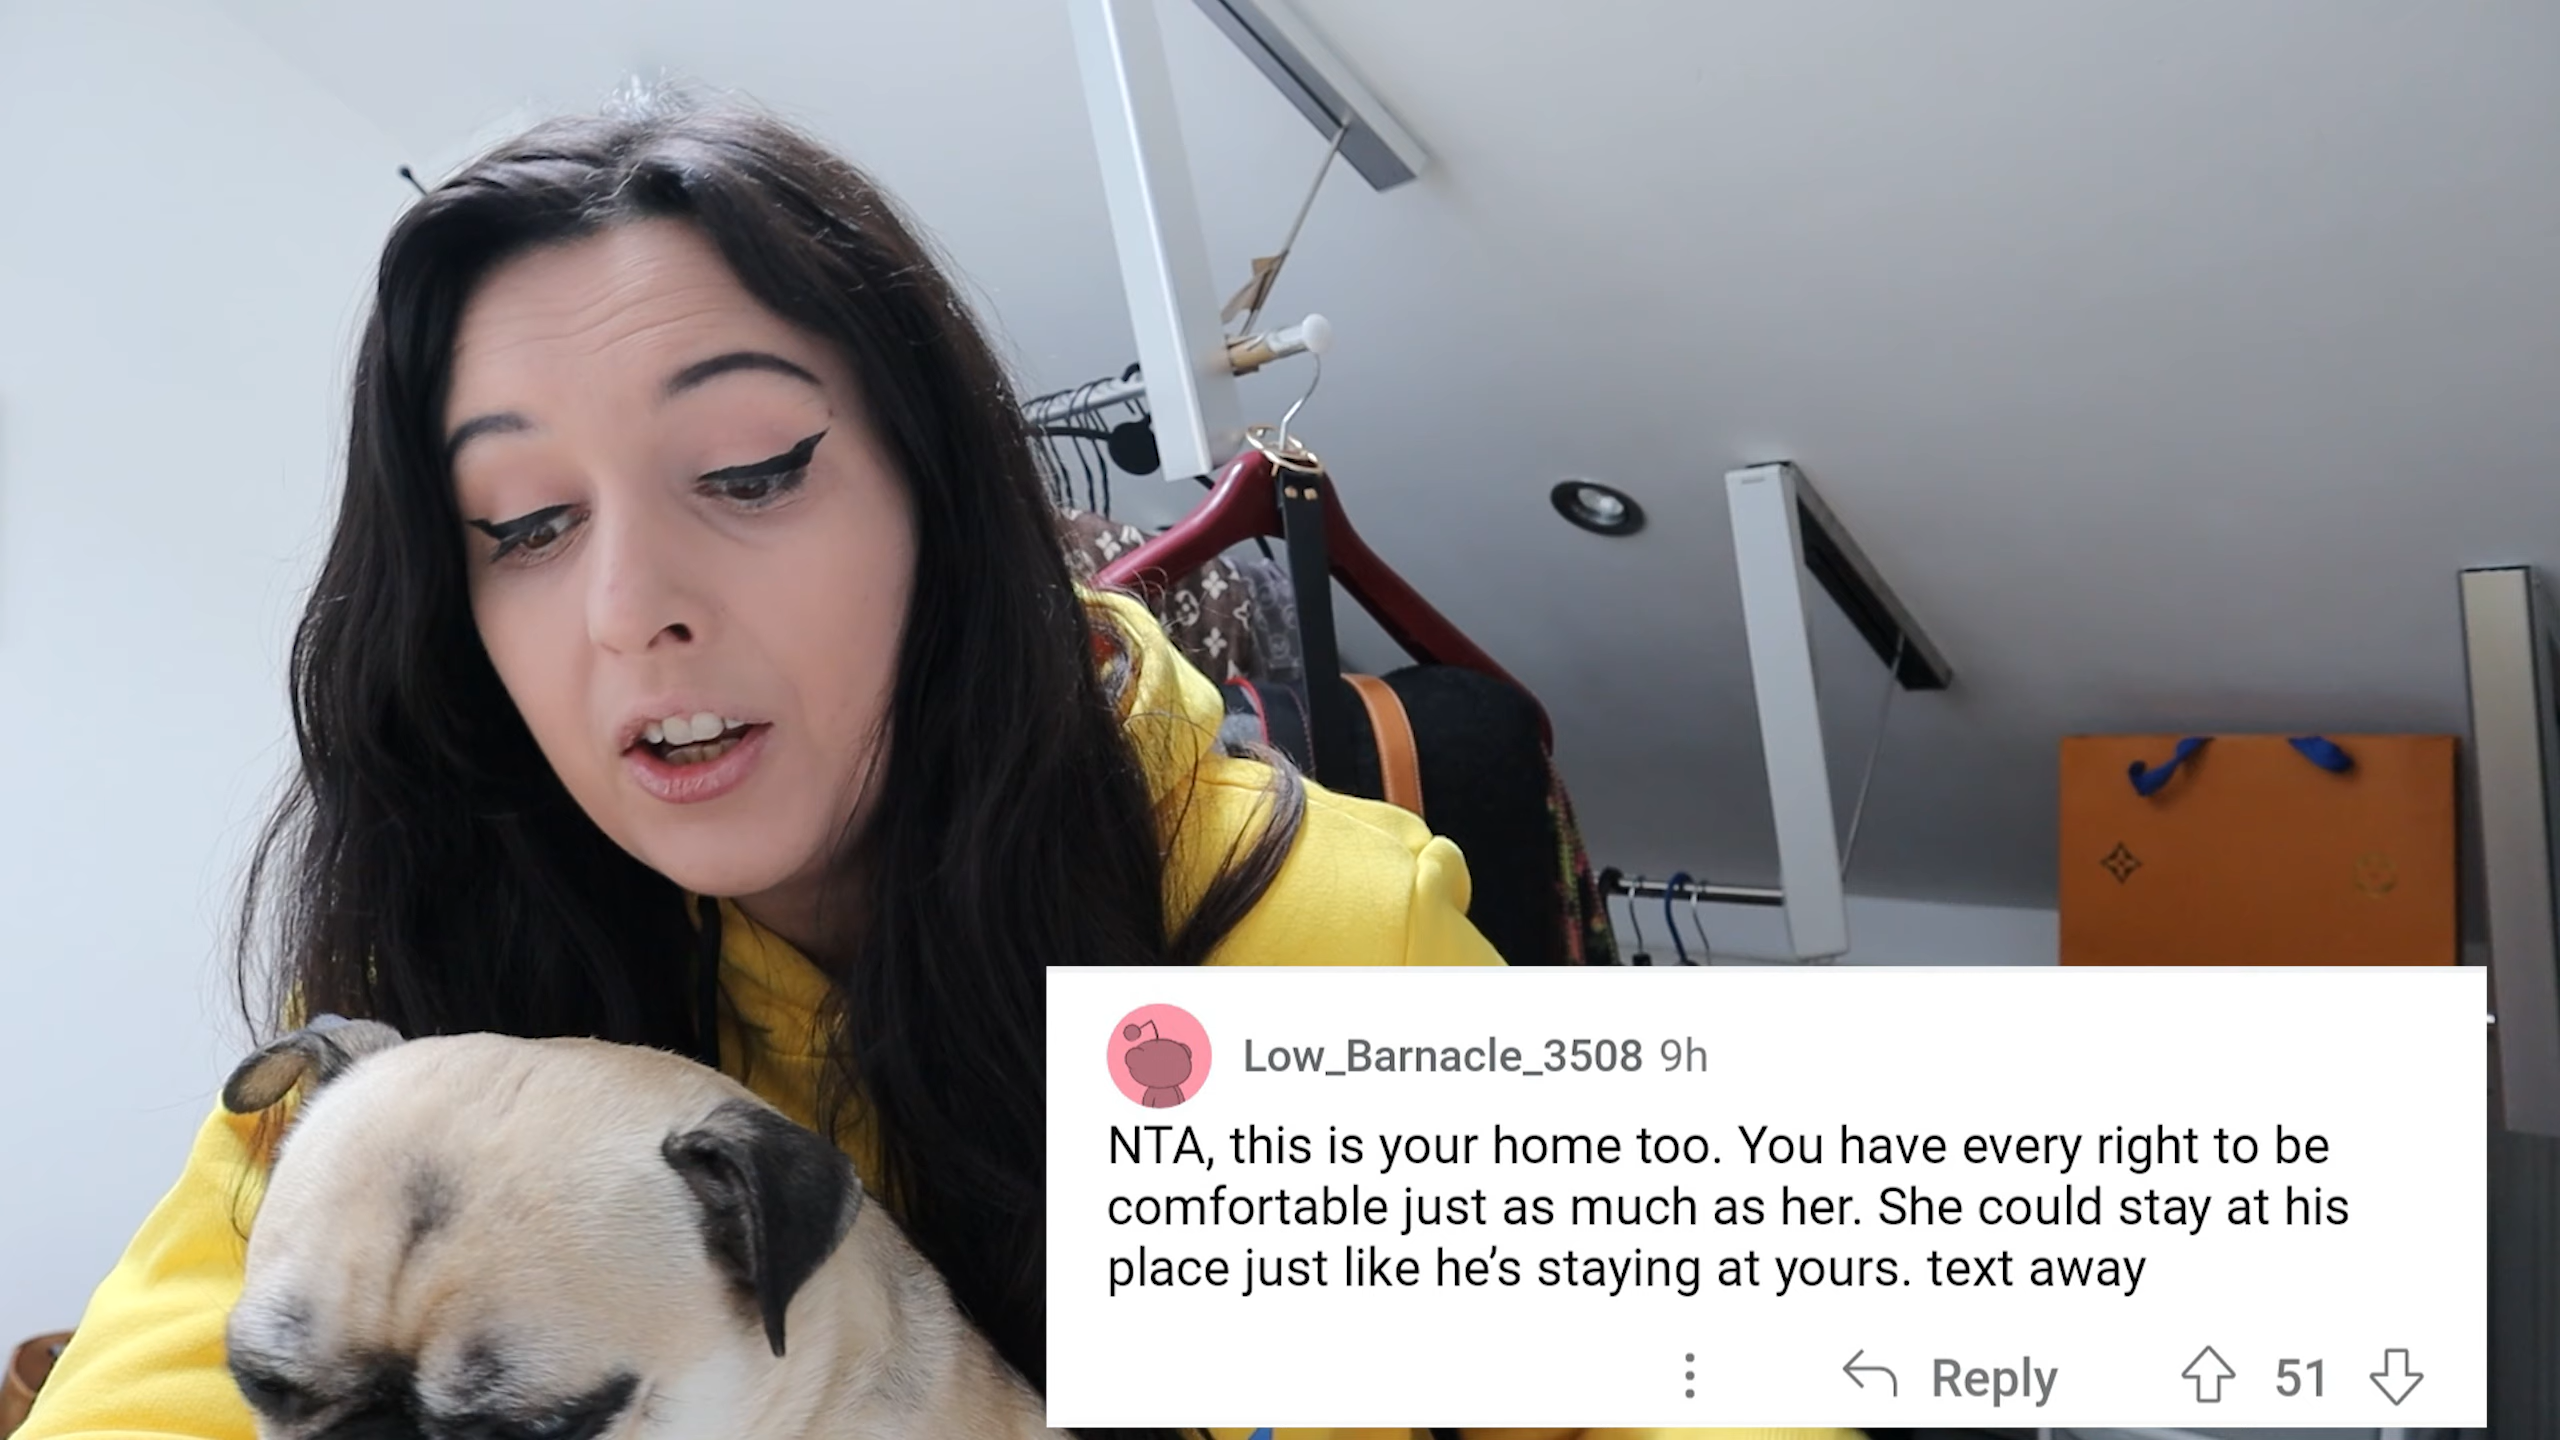 Low_Barnacle_3508 9h
NTA, this is your home too. You have every right to be
comfortable just as much as her. She could stay at his
place just like he’s staying at yours. text away
Reply 51